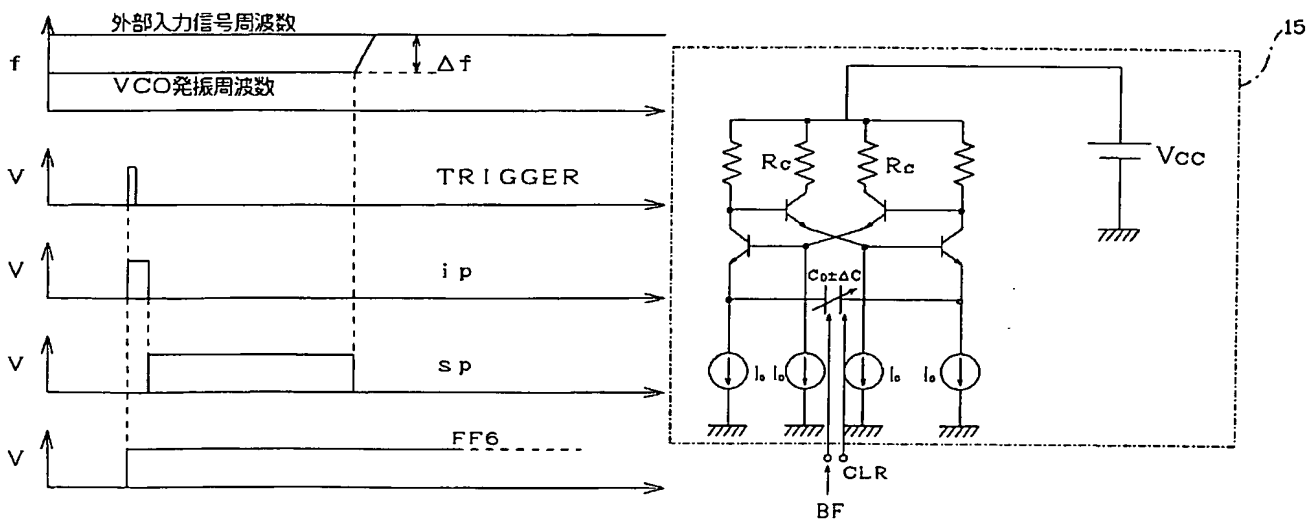 外部入力信号周波数
f
Δf
VCO発振周波数
V
TRIGGER
V
ip
V
sp
V
FF6
15
Rc
Rc
Vcc
C₀±ΔC
I₀
I₀
I₀
I₀
CLR
BF